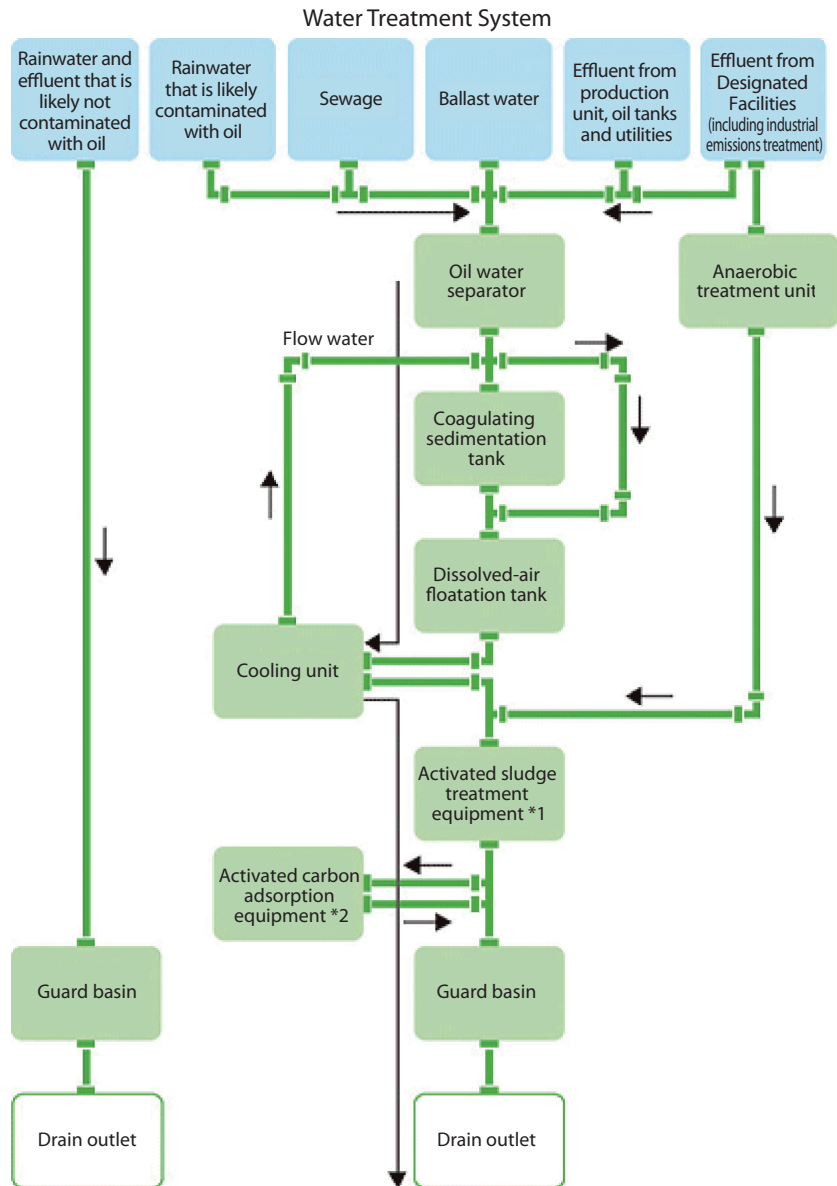 Water Treatment System
Rainwater and
effluent that is
likely not
contaminated
with oil
Rainwater
that is likely
contaminated
with oil
Sewage
Ballast water
Effluent from
production
unit, oil tanks
and utilities
Effluent from
Designated
Facilities
(including industrial
emissions treatment)
Oil water
separator
Anaerobic
treatment unit
Flow water
Coagulating
sedimentation
tank
Dissolved-air
floatation tank
Cooling unit
Activated sludge
treatment
equipment *1
Activated carbon
adsorption
equipment *2
Guard basin
Guard basin
Drain outlet
Drain outlet